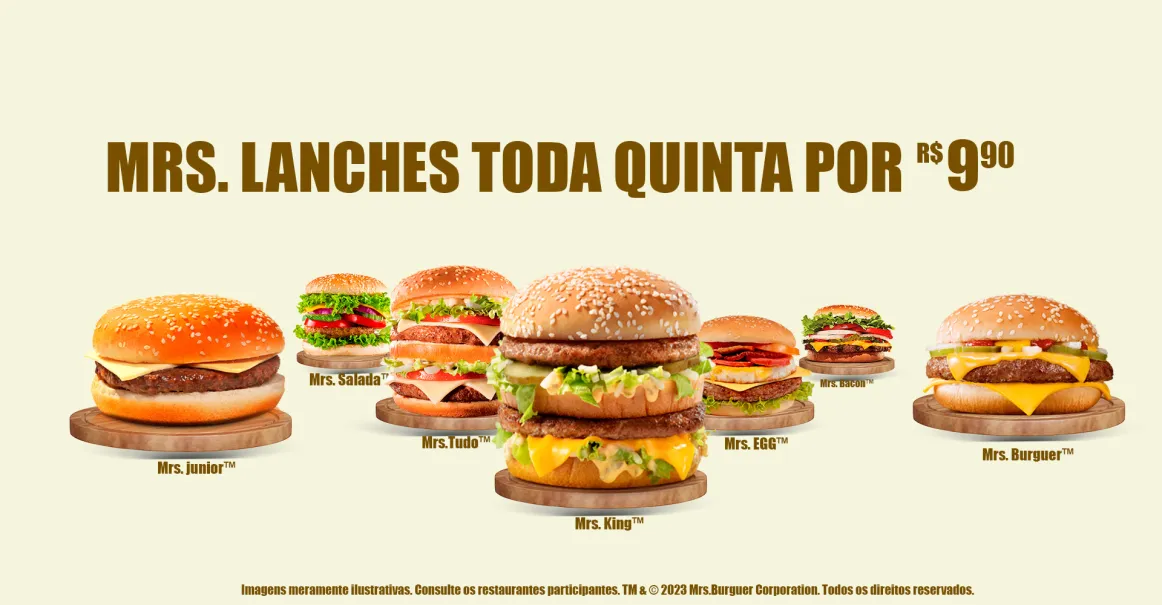 MRS. LANCHES TODA QUINTA POR R$ 9 90
Mrs. Salada™
Mrs. Bacon™
Mrs.Tudo™
Mrs. EGG™
Mrs. Burguer™
Mrs. junior™
Mrs. King™
Imagens meramente ilustrativas. Consulte os restaurantes participantes. TM & © 2023 Mrs.Burguer Corporation. Todos os direitos reservados.